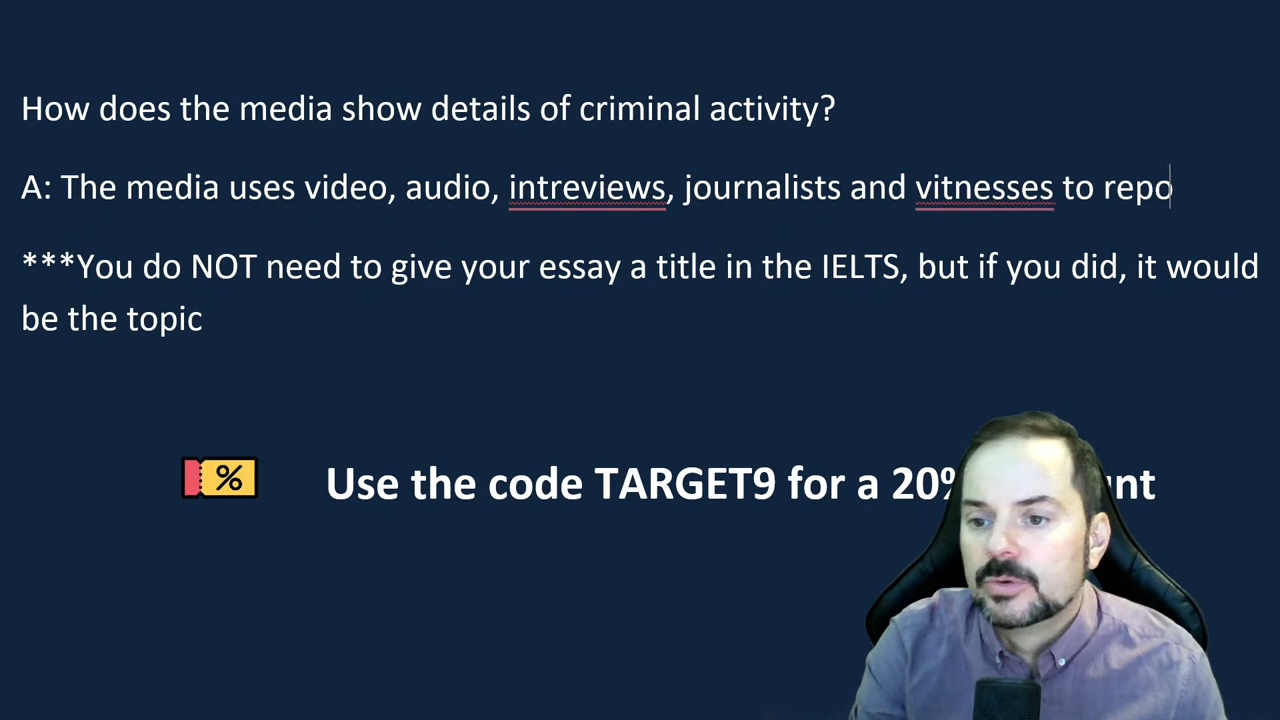 How does the media show details of criminal activity?
A: The media uses video, audio, intreviews, journalists and vitnesses to repo
***You do NOT need to give your essay a title in the IELTS, but if you did, it would
be the topic
% Use the code TARGET9 for a 20%